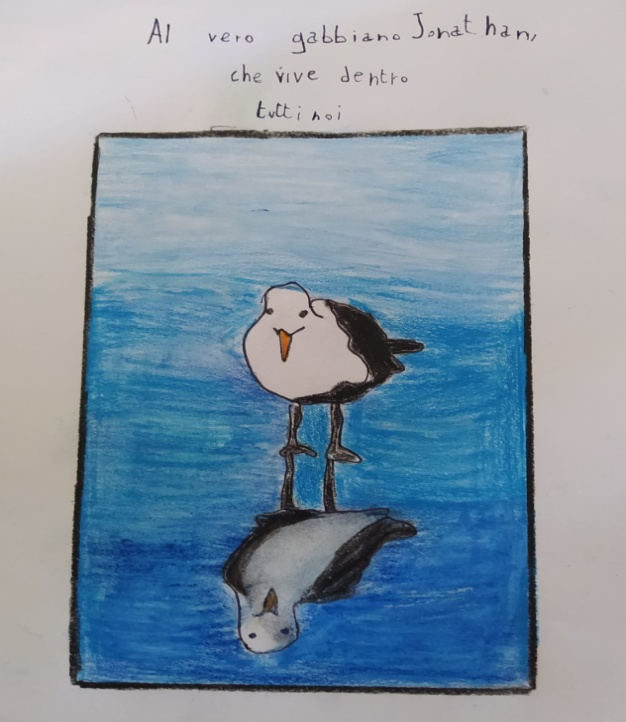 Al vero gabbiano Jonathan,
che vive dentro
tutti noi